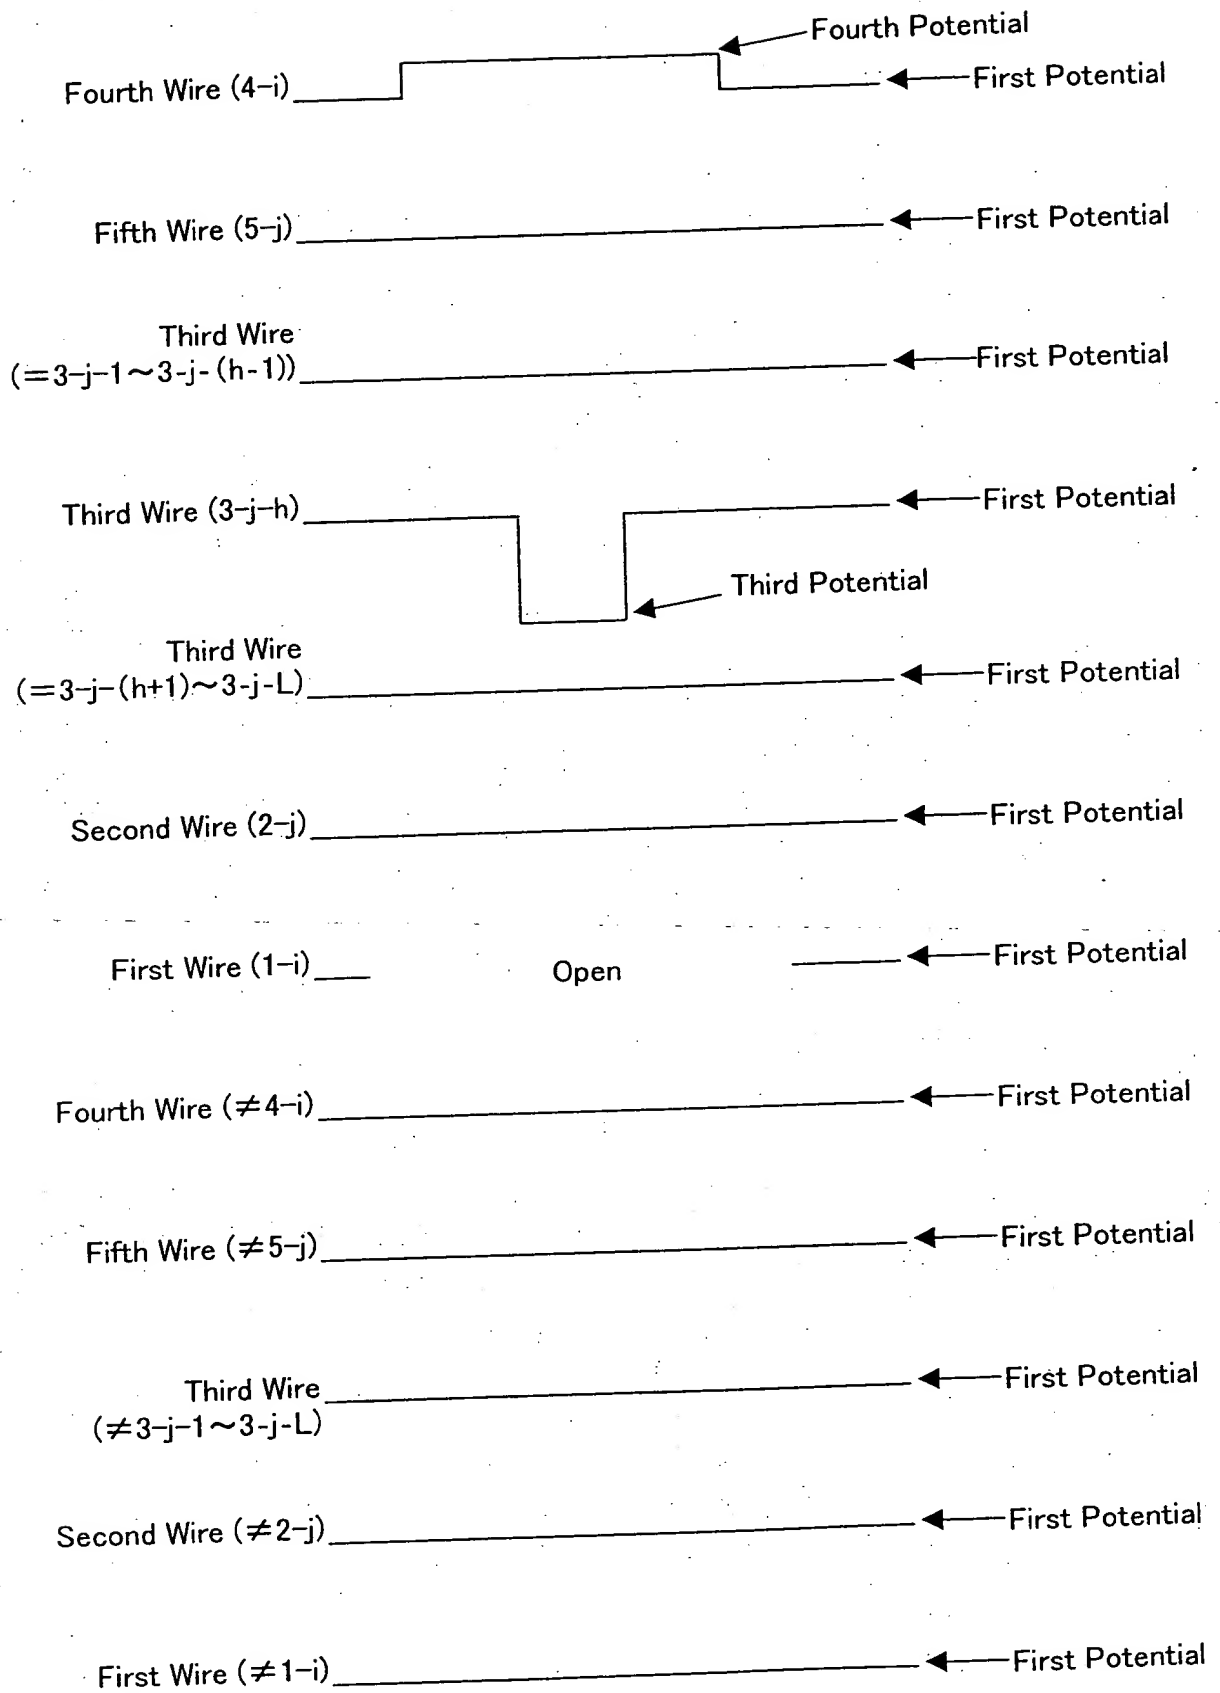 Fourth Potential
Fourth Wire (4-i)
First Potential
Fifth Wire (5-j)
First Potential
Third Wire
(=3-j-1~3-j-(h-1))
First Potential
Third Wire (3-j-h)
First Potential
Third Potential
Third Wire
(=3-j-(h+1)~3-j-L)
First Potential
Second Wire (2-j)
First Potential
First Wire (1-i)
Open
First Potential
Fourth Wire (≠4-i)
First Potential
Fifth Wire (≠5-j)
First Potential
Third Wire
(≠3-j-1~3-j-L)
First Potential
Second Wire (≠2-j)
First Potential
First Wire (≠1-i)
First Potential